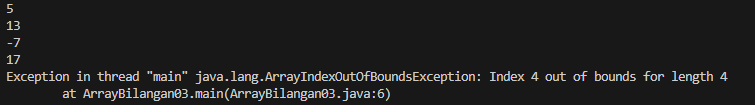 5
13
-7
17
Exception in thread "main" java.lang.ArrayIndexOutOfBoundsException: Index 4 out of bounds for length 4
        at ArrayBilangan03.main(ArrayBilangan03.java:6)